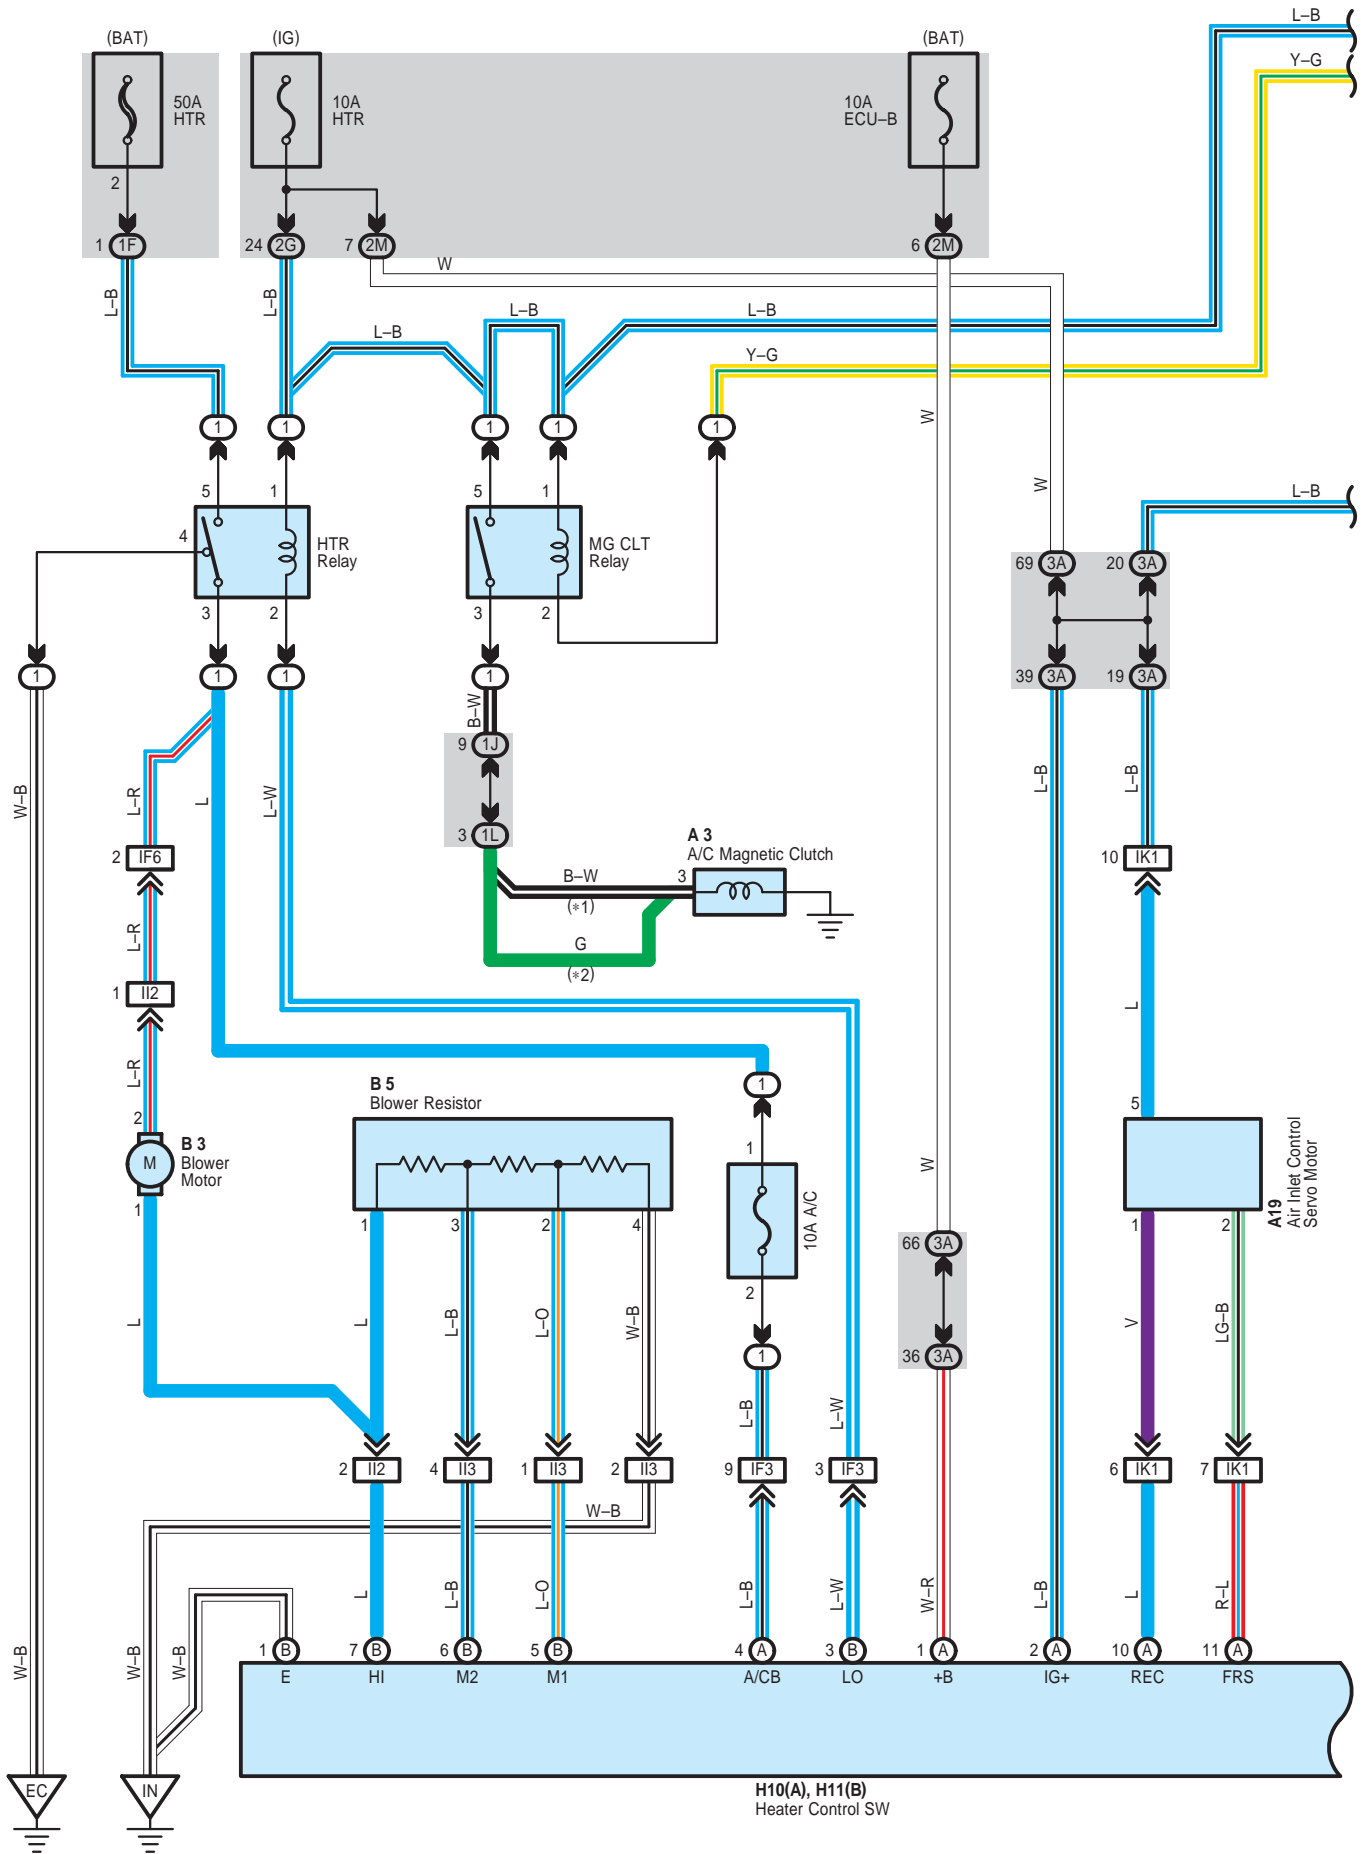 L–B
(BAT)
(IG)
(BAT)
Y–G
50A
HTR
10A
HTR
10A
ECU–B
2
1 1F
24 2G
7 2M
6 2M
W
L–B
L–B
L–B
L–B
L–B
Y–G
W
W
1
1
1
1
1
5
1
5
1
L–B
4
HTR
Relay
MG CLT
Relay
69 3A
20 3A
3
2
3
2
39 3A
19 3A
1
1
1
1
B–W
9 1J
W–B
L–R
L
L–W
L–B
L–B
3 1L
A 3
A/C Magnetic Clutch
2 IF6
B–W
3
10 IK1
(∗1)
L–R
G
(∗2)
1 II2
L
L–R
B 5
Blower Resistor
1
2
5
B 3
Blower
Motor
M
1
10A A/C
W
A19
Air Inlet Control
Servo Motor
1
1
3
2
4
1
2
66 3A
2
L
L
L–B
L–O
W–B
V
LG–B
1
36 3A
L–B
L–W
2 II2
4 II3
1 II3
2 II3
9 IF3
3 IF3
6 IK1
7 IK1
W–B
L
L–B
L–O
L–B
L–W
W–R
L–B
L
R–L
W–B
W–B
W–B
1 B
7 B
6 B
5 B
4 A
3 B
1 A
2 A
10 A
11 A
E
HI
M2
M1
A/CB
LO
+B
IG+
REC
FRS
EC
IN
H10(A), H11(B)
Heater Control SW